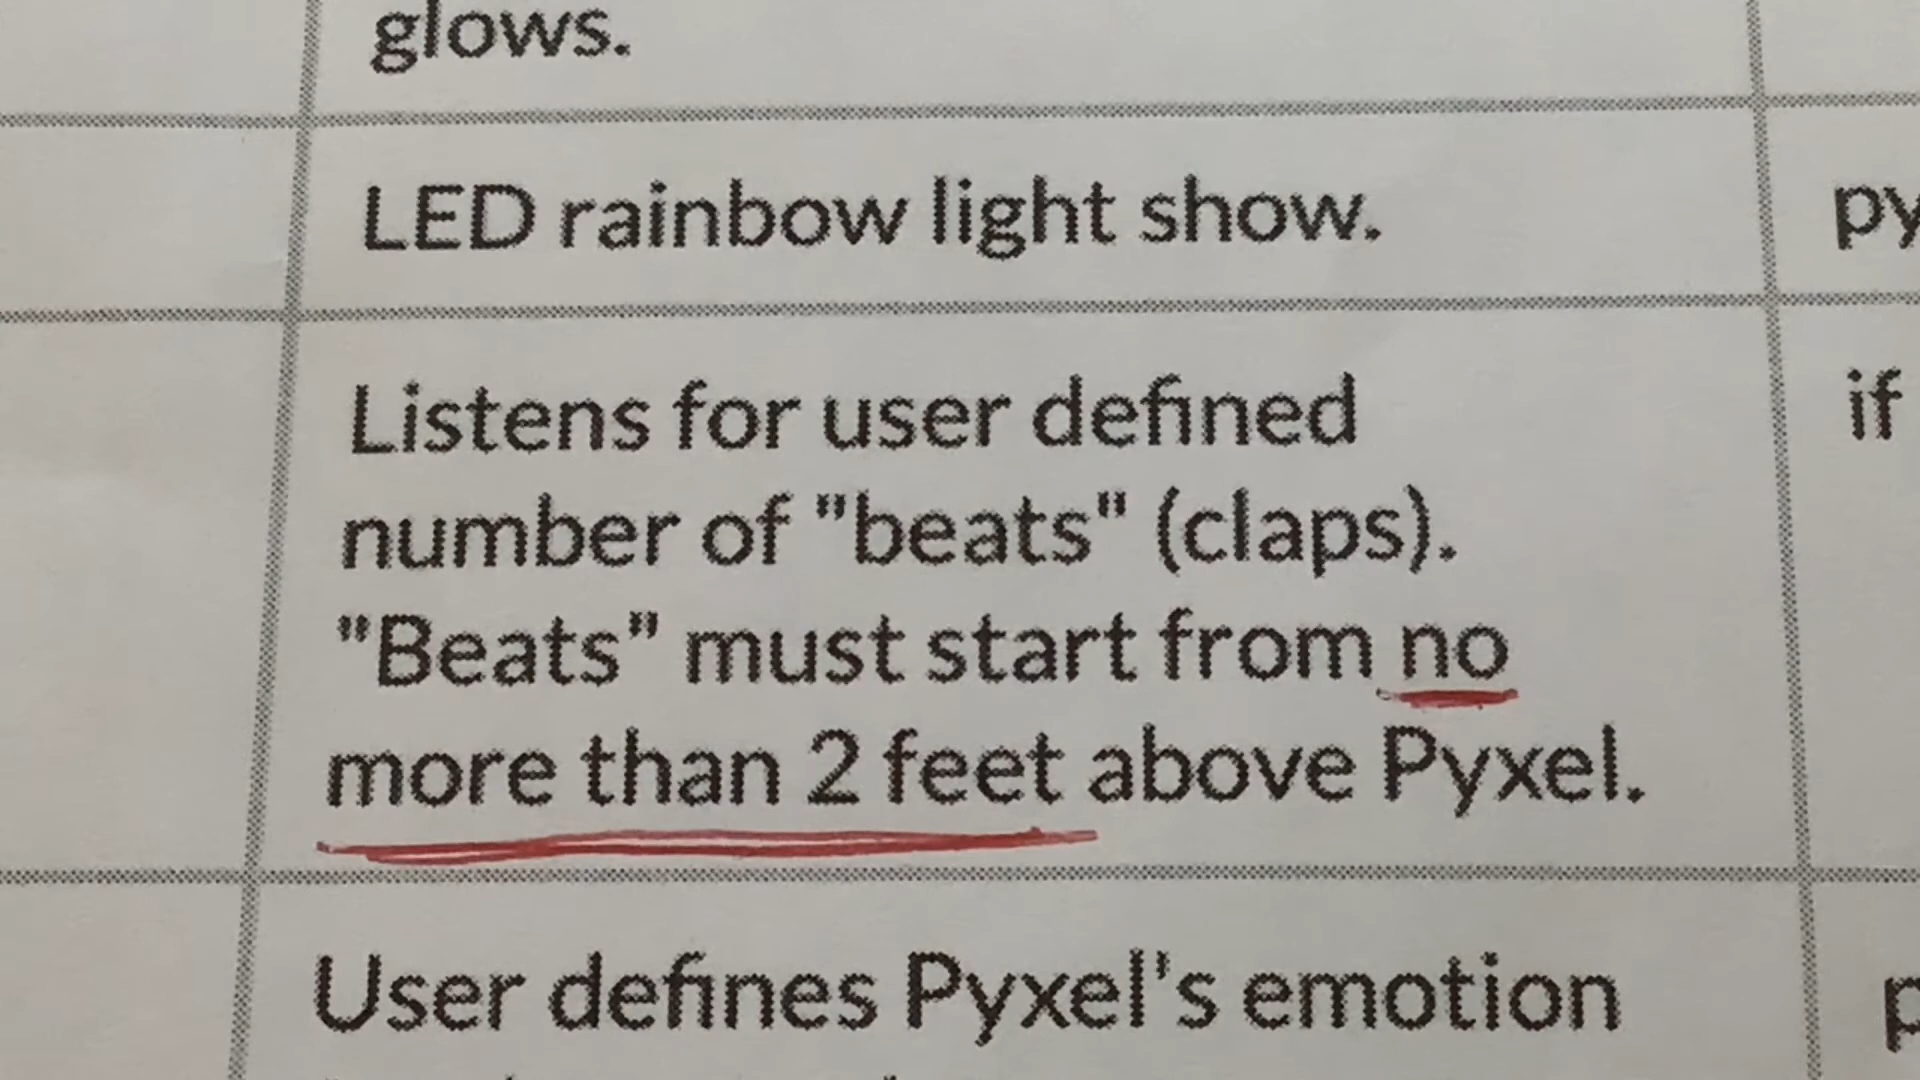 glows.
LED rainbow light show.
py
Listens for user defined
if
number of "beats" (claps).
"Beats" must start from no
more than 2 feet above Pyxel.
User defines Pyxel's emotion
p